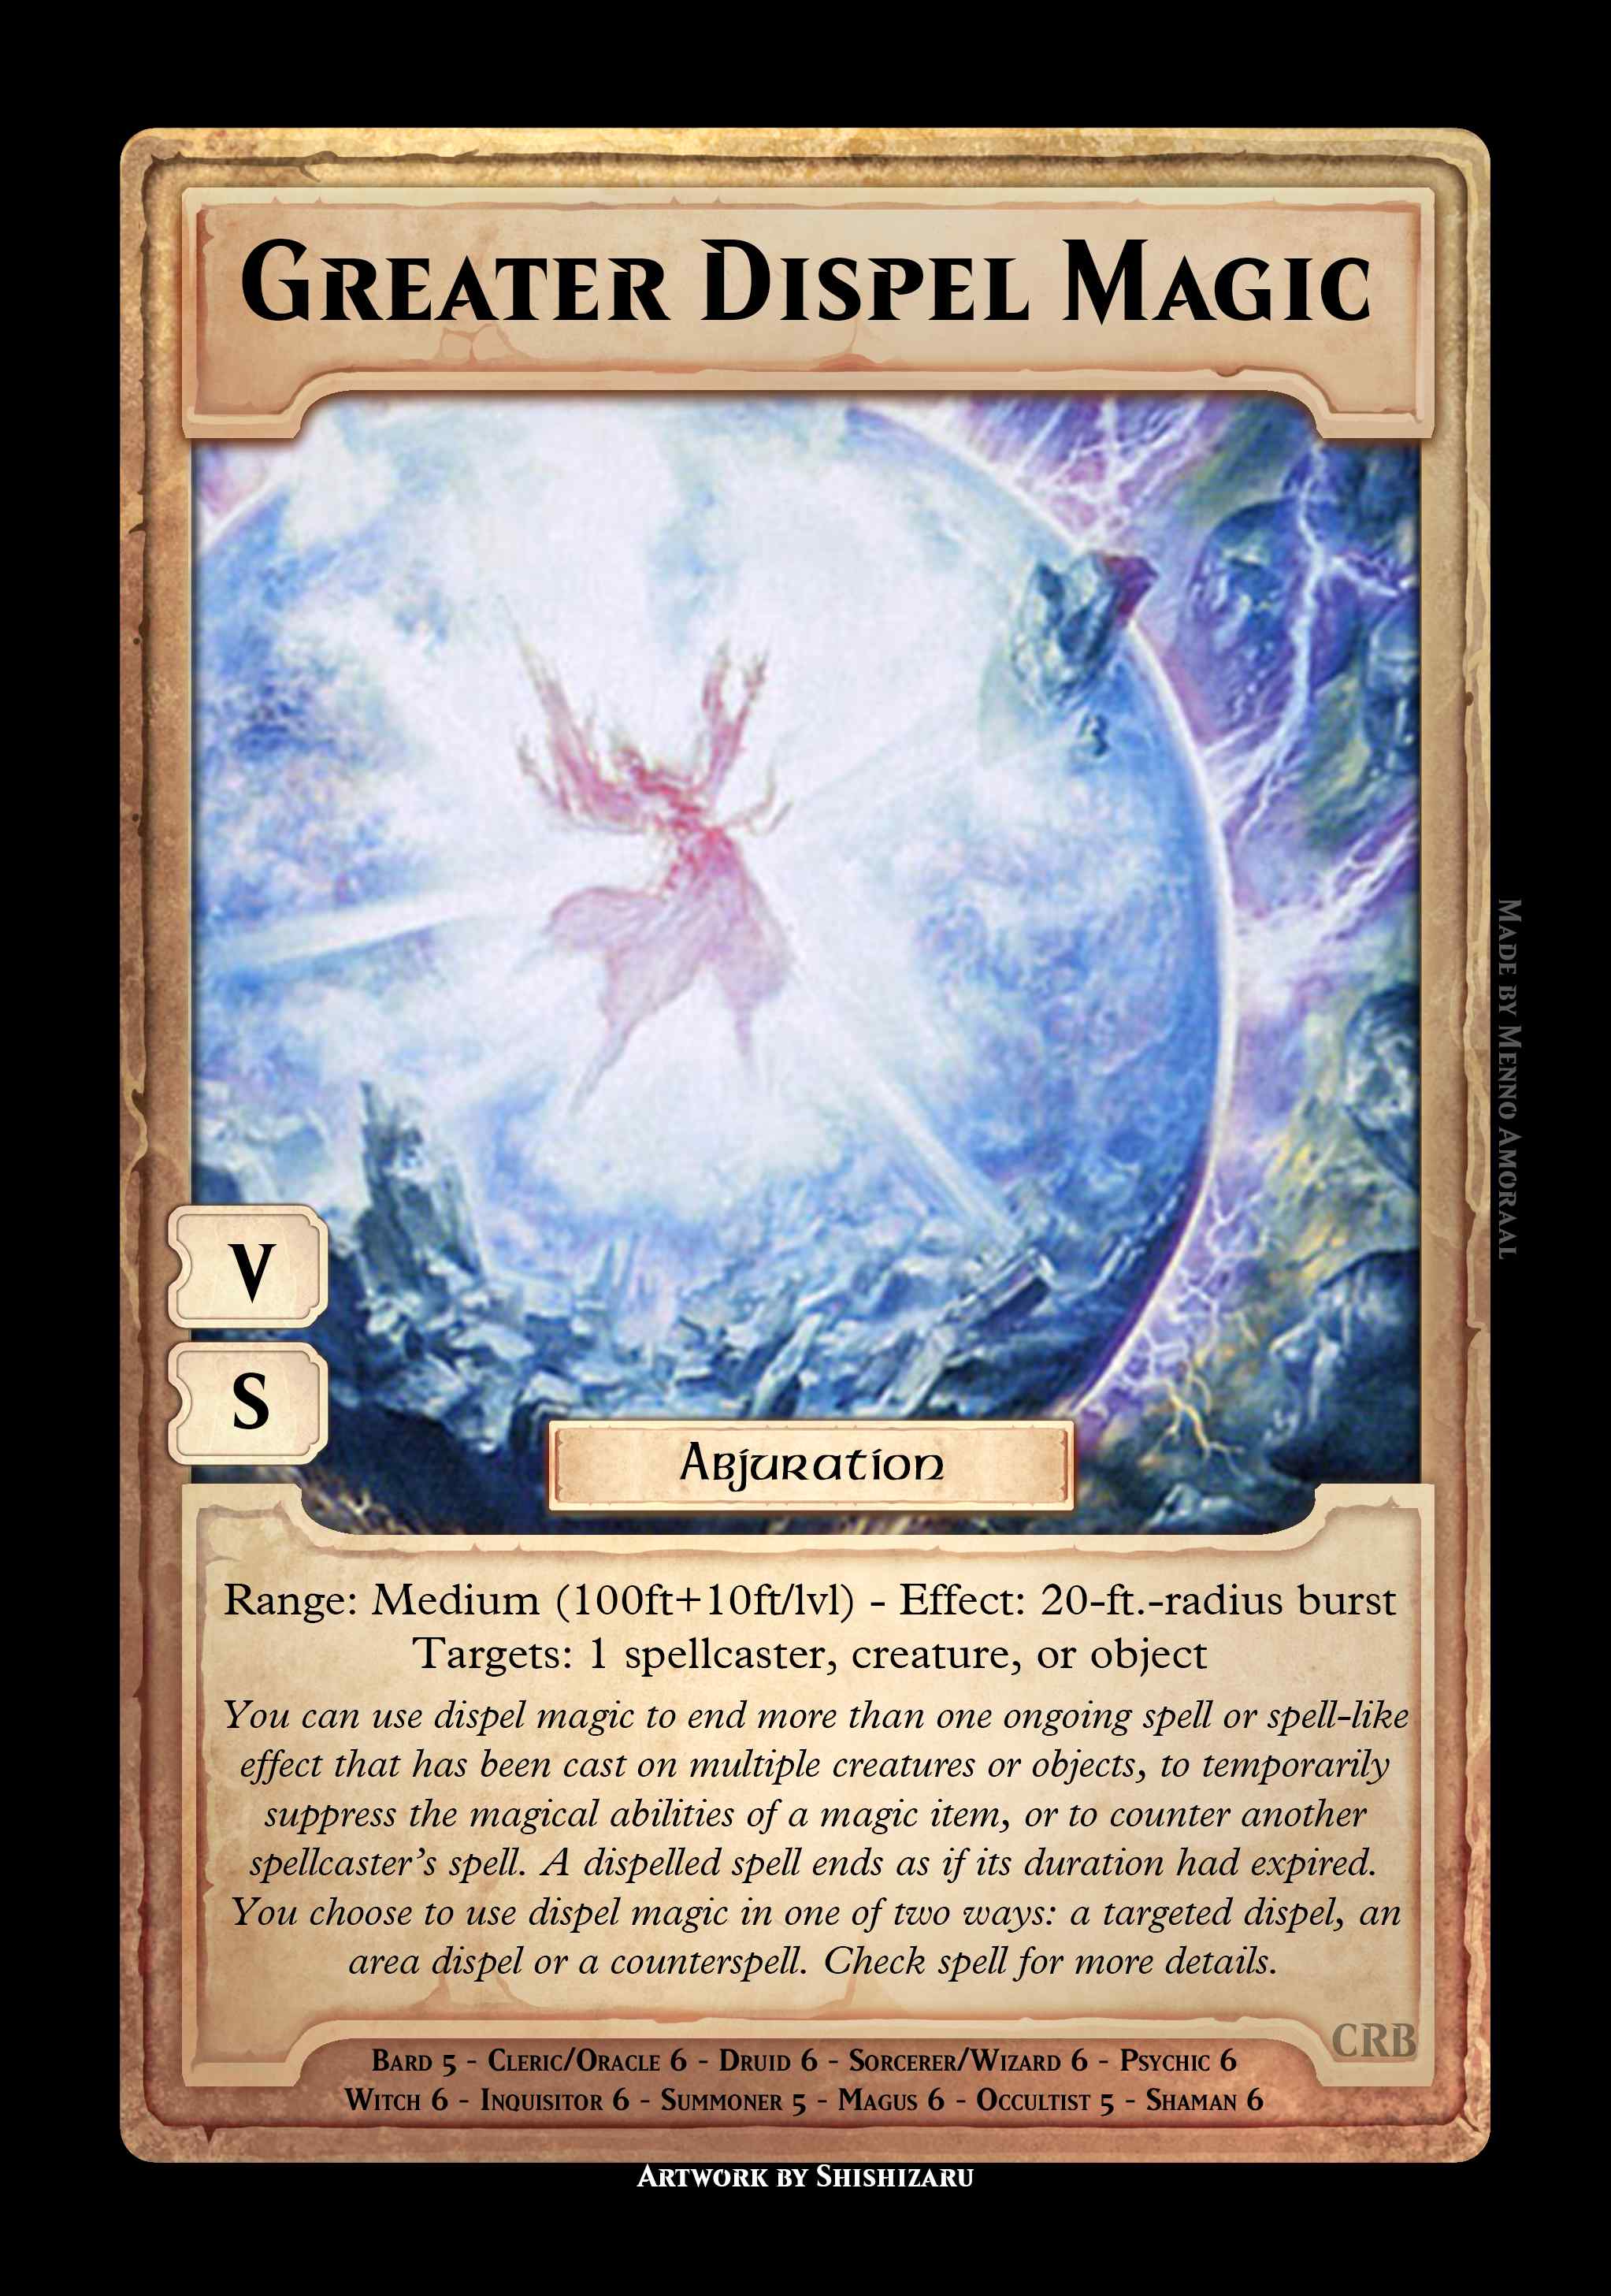 Greater Dispel Magic
V
S
Abjuration
Range: Medium (100ft+10ft/lvl) - Effect: 20-ft.-radius burst
Targets: 1 spellcaster, creature, or object
You can use dispel magic to end more than one ongoing spell or spell-like
effect that has been cast on multiple creatures or objects, to temporarily
suppress the magical abilities of a magic item, or to counter another
spellcaster's spell. A dispelled spell ends as if its duration had expired.
You choose to use dispel magic in one of two ways: a targeted dispel, an
area dispel or a counterspell. Check spell for more details.
CRB
Bard 5 - Cleric/Oracle 6 - Druid 6 - Sorcerer/Wizard 6 - Psychic 6
Witch 6 - Inquisitor 6 - Summoner 5 - Magus 6 - Occultist 5 - Shaman 6
Artwork by Shishizaru
Made by Menno Amoraal